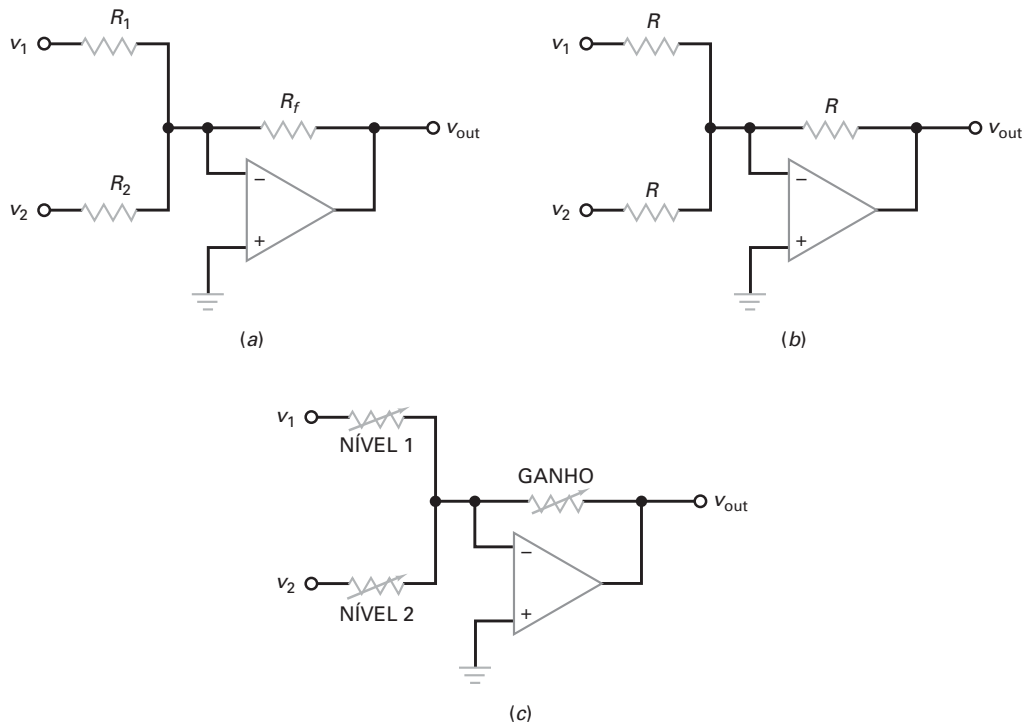 R1
v1
Rf
vout
R2
v2
−
+
(a)
R
v1
R
vout
R
v2
−
+
(b)
v1
NÍVEL 1
GANHO
vout
v2
NÍVEL 2
−
+
(c)